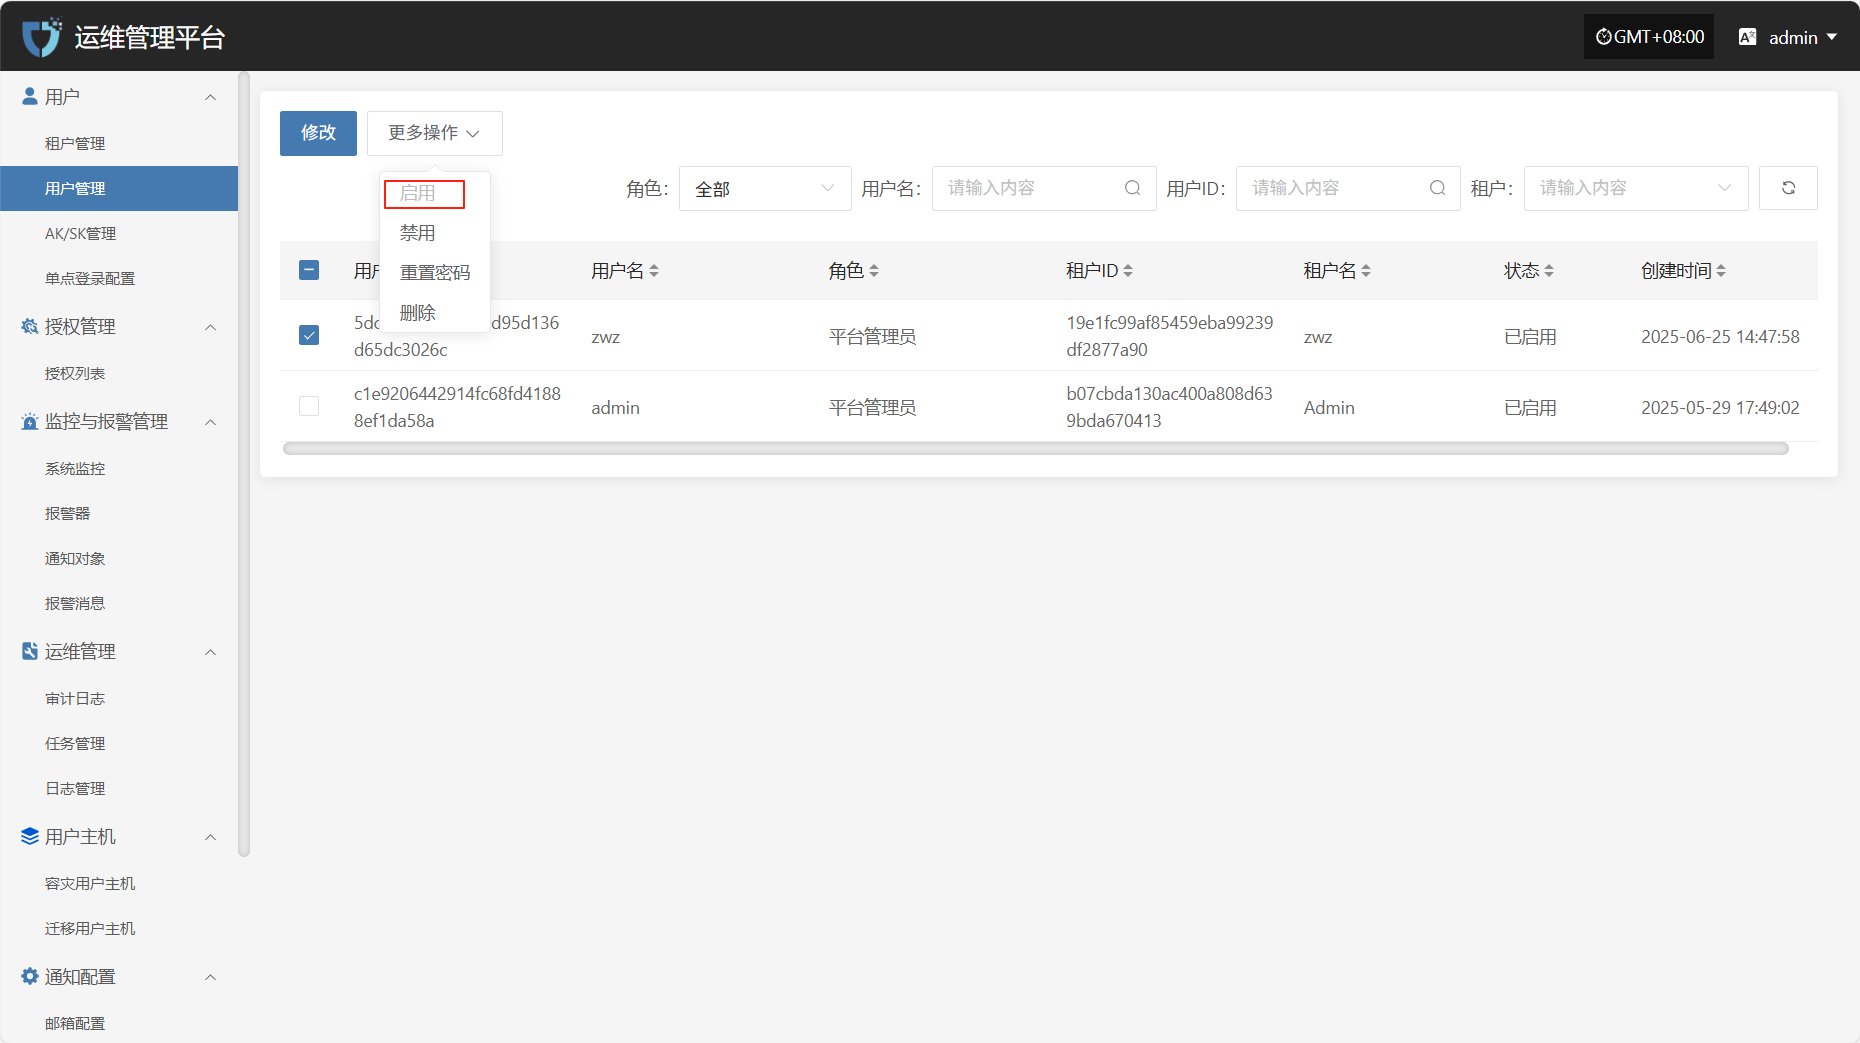 运维管理平台
GMT+08:00
admin
用户
租户管理
用户管理
AK/SK管理
单点登录配置
授权管理
授权列表
监控与报警管理
系统监控
报警器
通知对象
报警消息
运维管理
审计日志
任务管理
日志管理
用户主机
容灾用户主机
迁移用户主机
通知配置
邮箱配置
修改
更多操作
启用
禁用
重置密码
删除
角色：
全部
用户名：
请输入内容
用户ID：
请输入内容
租户：
请输入内容
用户名
角色
租户ID
租户名
状态
创建时间
d95d136
d65dc3026c
zwz
平台管理员
19e1fc99af85459eba99239
df2877a90
zwz
已启用
2025-06-25 14:47:58
c1e9206442914fc68fd4188
8ef1da58a
admin
平台管理员
b07cbda130ac400a808d63
9bda670413
Admin
已启用
2025-05-29 17:49:02